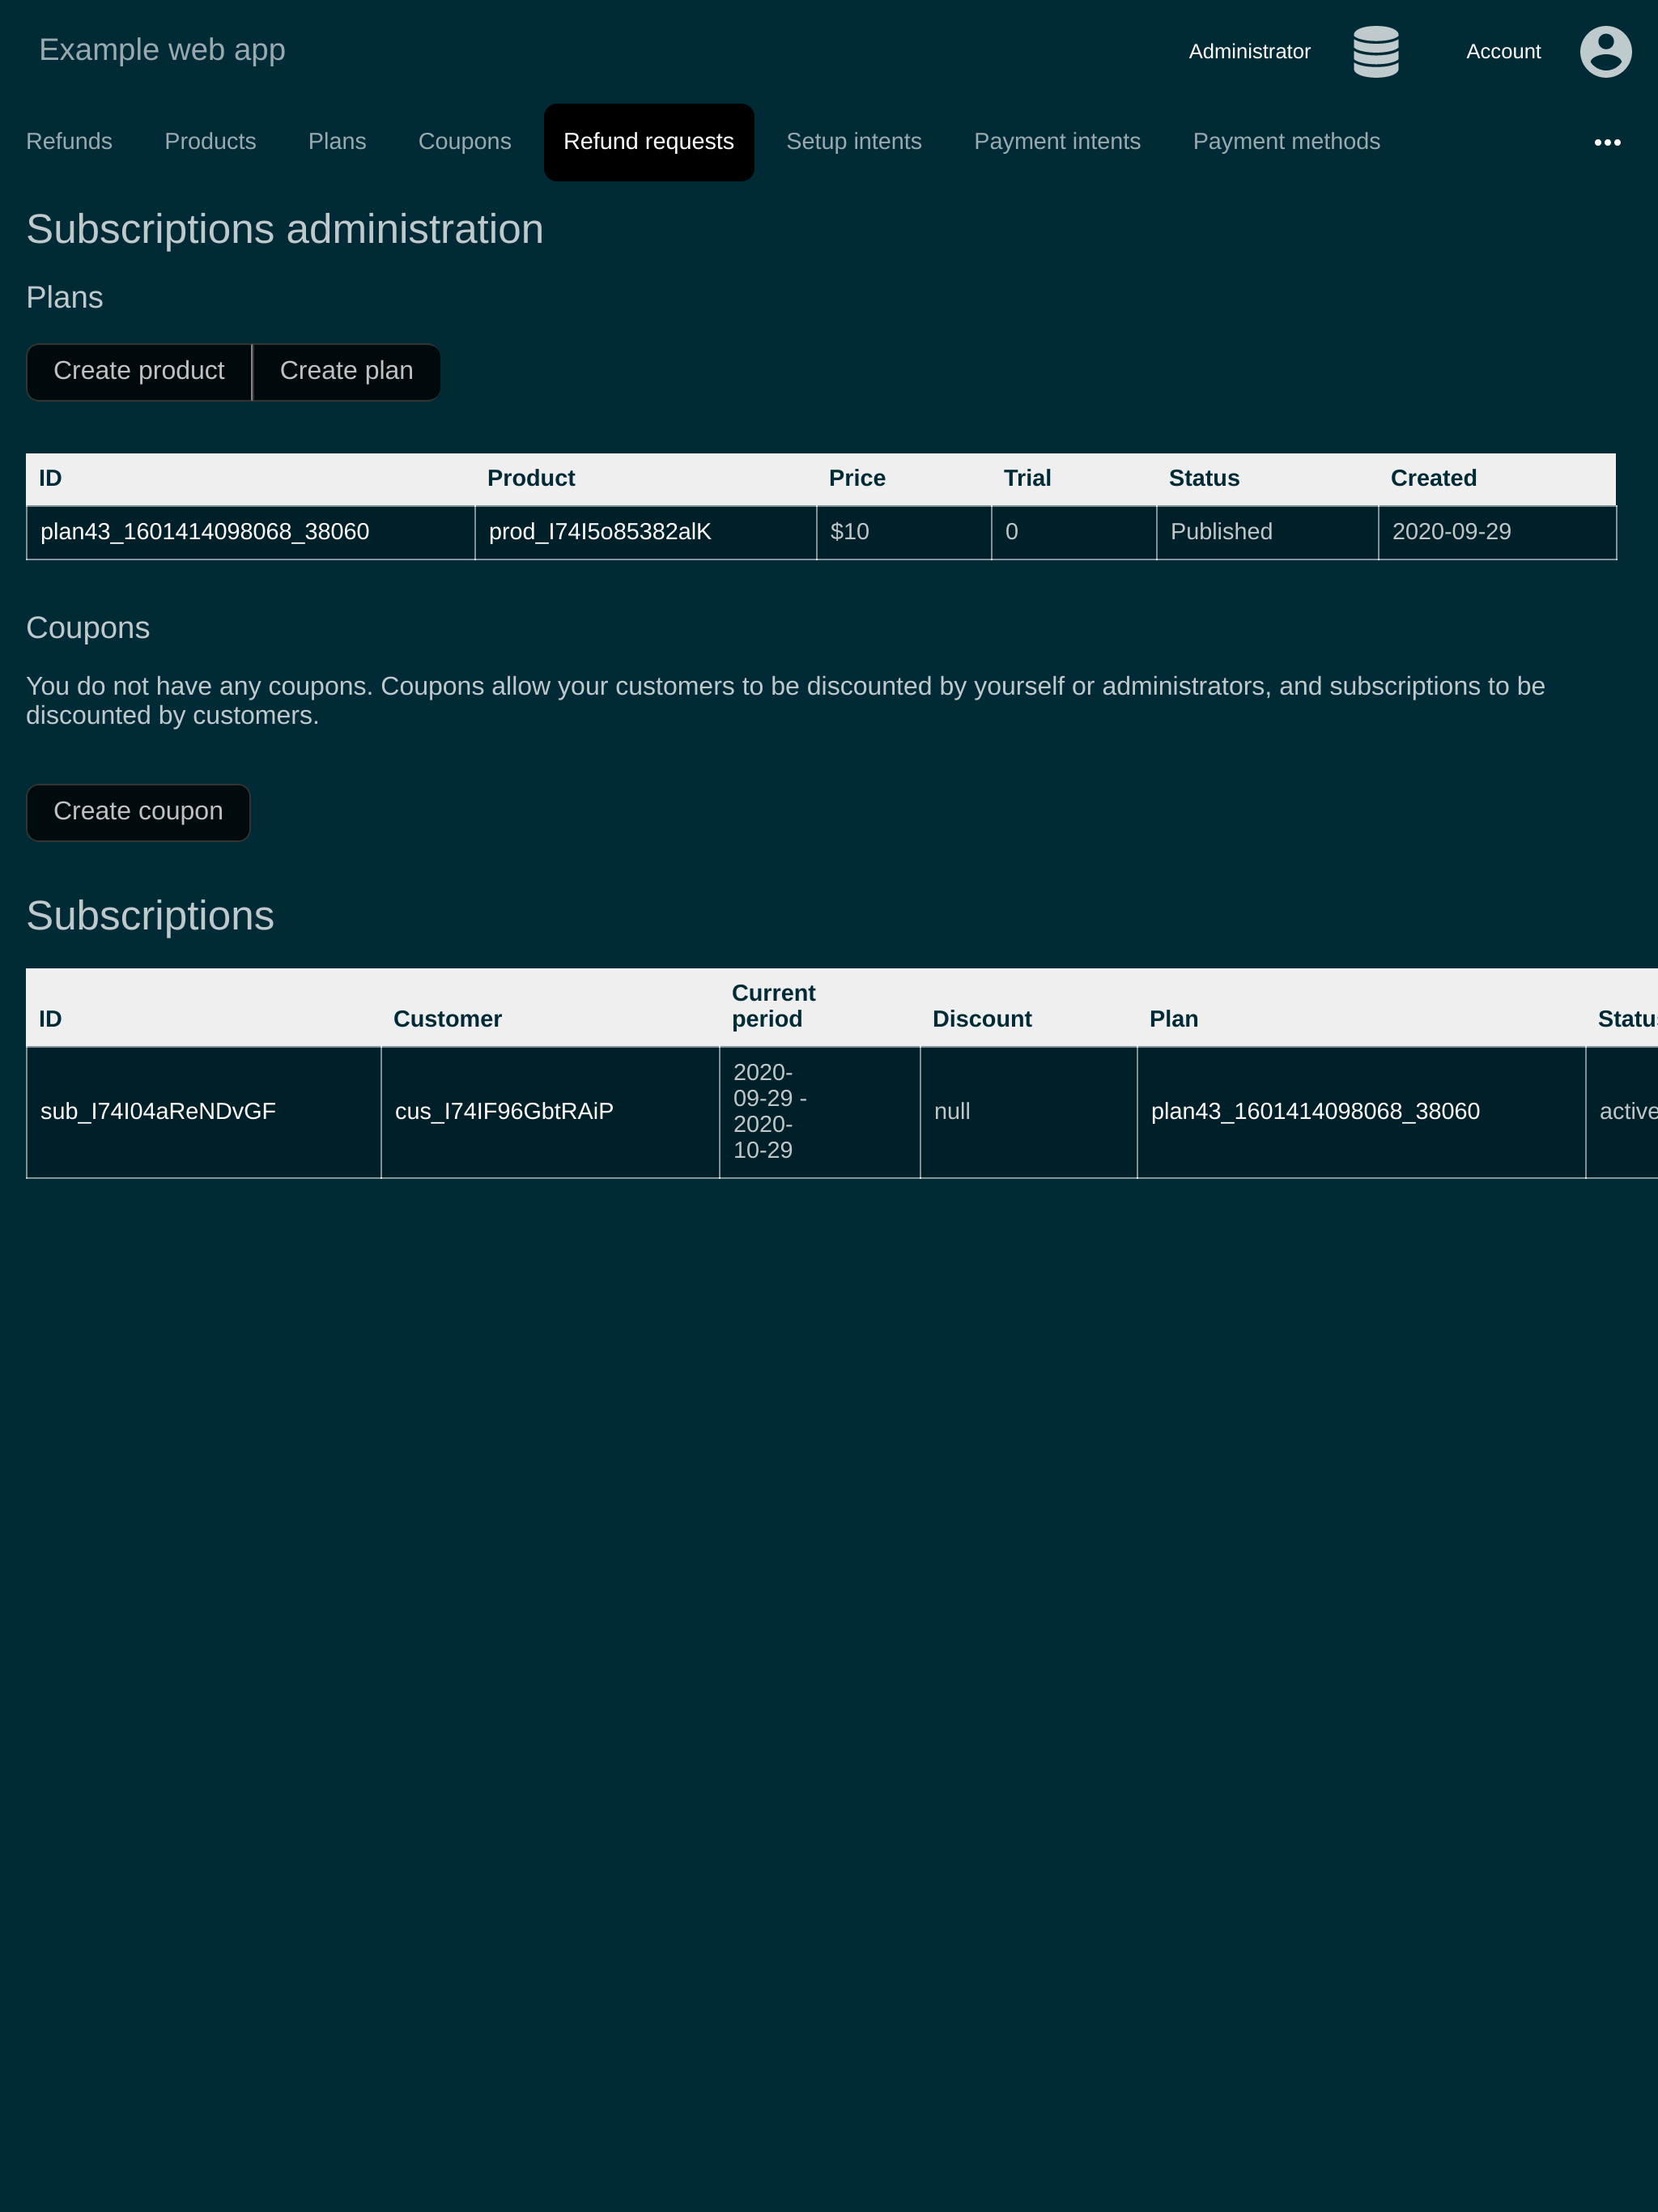 Example web app
Administrator
Account
Refunds Products Plans Coupons Refund requests Setup intents Payment intents Payment methods
Subscriptions administration
Plans
Create product Create plan
ID Product Price Trial Status Created
plan43_1601414098068_38060 prod_I74I5o85382alK $10 0 Published 2020-09-29
Coupons
You do not have any coupons. Coupons allow your customers to be discounted by yourself or administrators, and subscriptions to be
discounted by customers.
Create coupon
Subscriptions
ID Customer Current period Discount Plan Statu
sub_I74I04aReNDvGF cus_I74IF96GbtRAiP 2020-09-29 - 2020-10-29 null plan43_1601414098068_38060 active